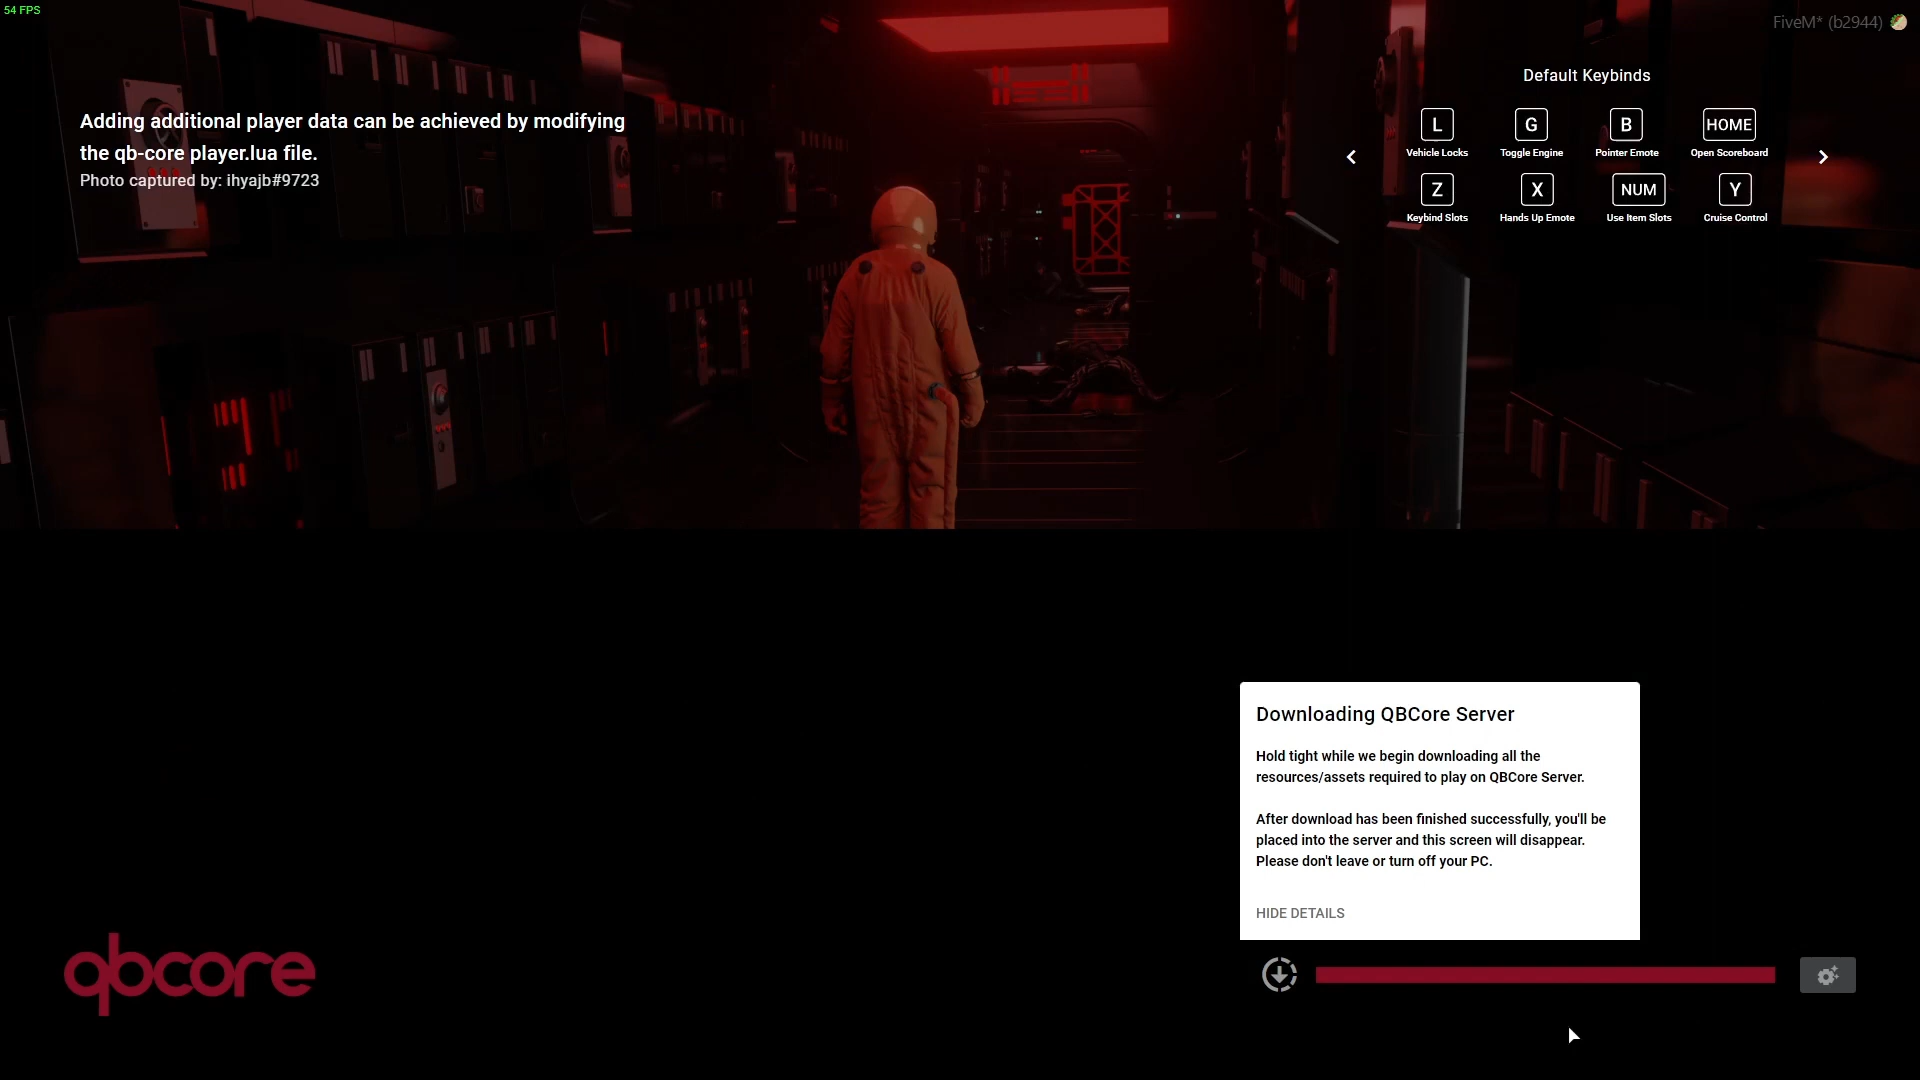 54 FPS
FiveM* (b2944)
Adding additional player data can be achieved by modifying
the qb-core player.lua file.
Photo captured by: ihyajb#9723
Default Keybinds
L G B HOME
Vehicle Locks Toggle Engine Pointer Emote Open Scoreboard
Z X NUM Y
Keybind Slots Hands Up Emote Use Item Slots Cruise Control
Downloading QBCore Server
Hold tight while we begin downloading all the
resources/assets required to play on QBCore Server.
After download has been finished successfully, you'll be
placed into the server and this screen will disappear.
Please don't leave or turn off your PC.
HIDE DETAILS
qbcore